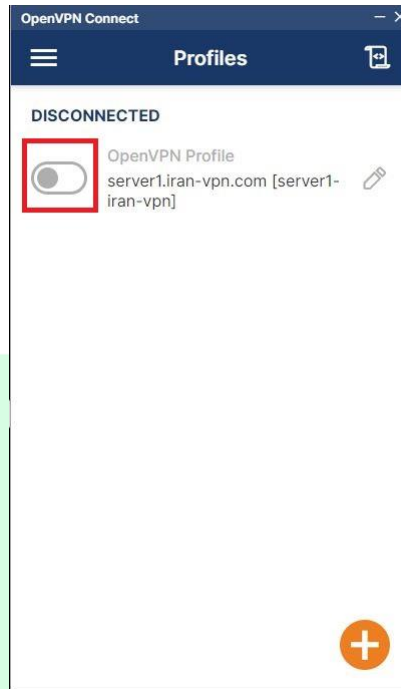 OpenVPN Connect
Profiles
DISCONNECTED
OpenVPN Profile
server1.iran-vpn.com [server1-
iran-vpn]